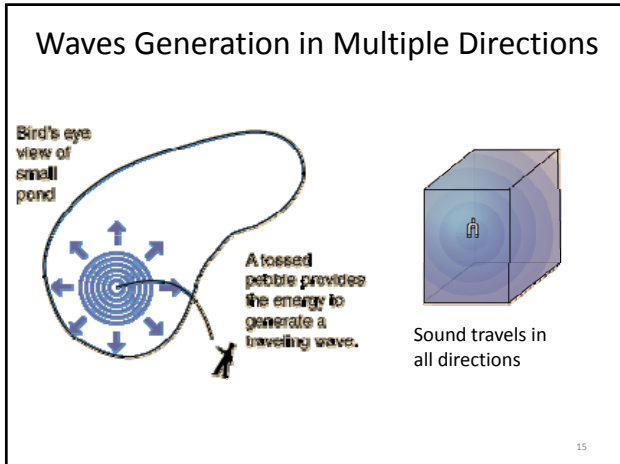 Waves Generation in Multiple Directions
Bird's eye
view of
small
pond
A tossed
pebble provides
the energy to
generate a
traveling wave.
Sound travels in
all directions
15